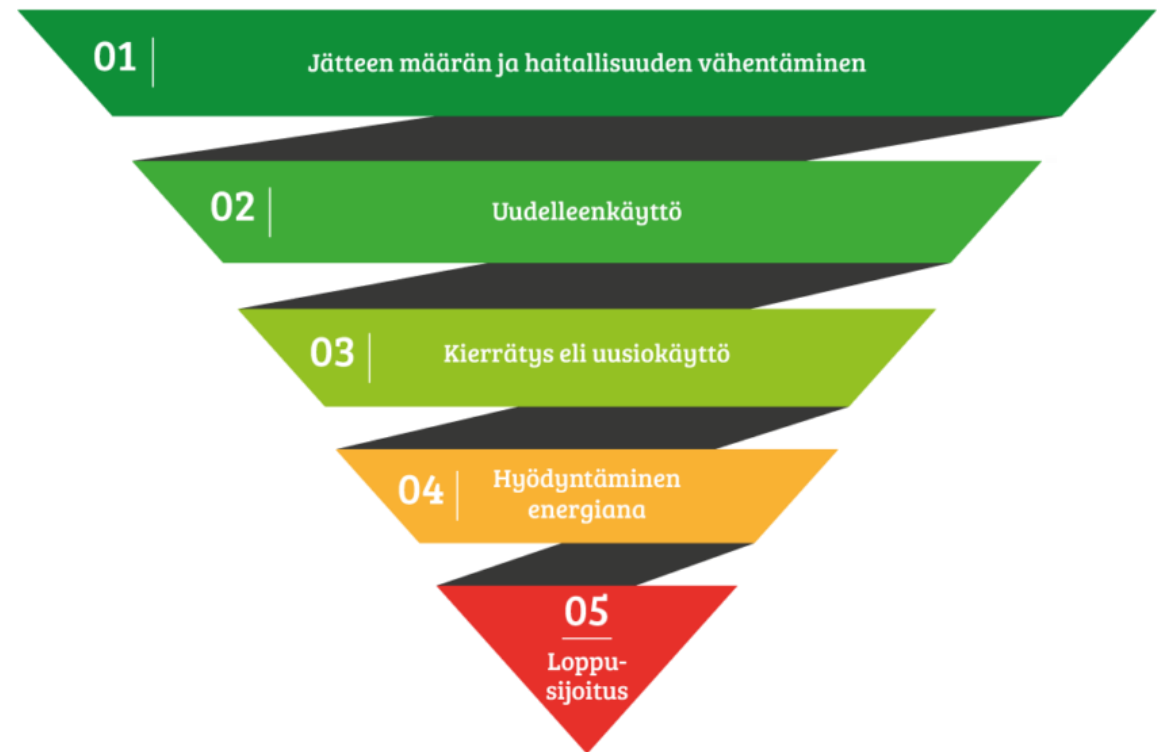 01
Jätteen määrän ja haitallisuuden vähentäminen
02
Uudelleenkäyttö
03
Kierrätys eli uusiokäyttö
04
Hyödyntäminen
energiana
05
Loppu-
sijoitus